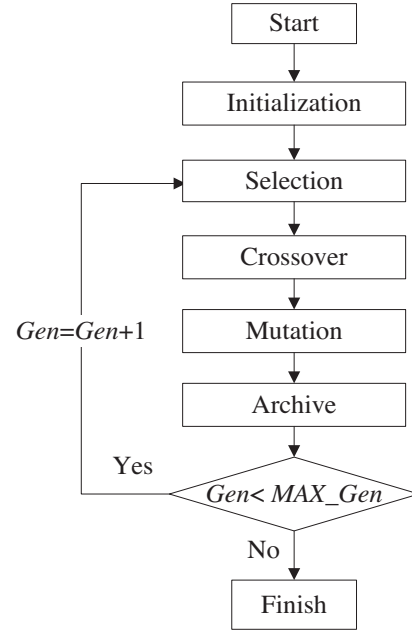 Start
Initialization
Selection
Crossover
Gen=Gen+1
Mutation
Archive
Yes
Gen< MAX_Gen
No
Finish